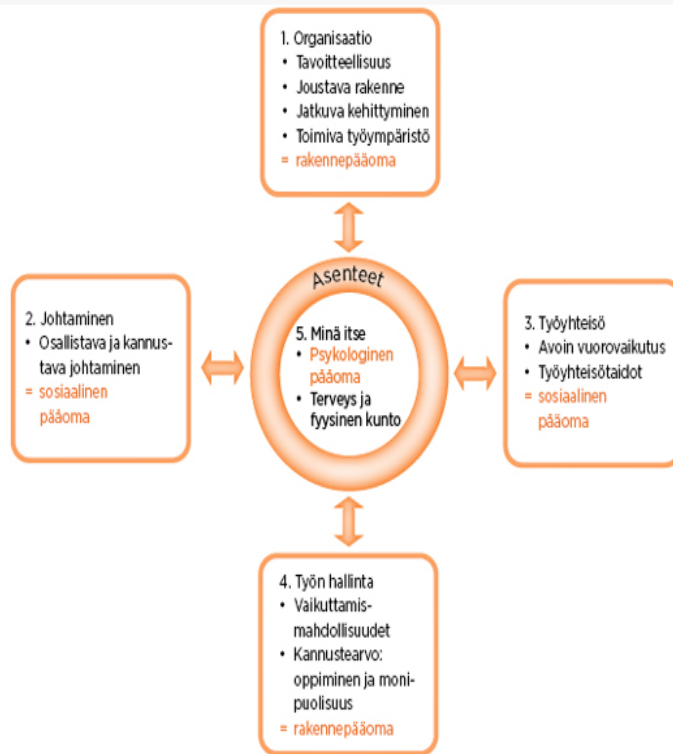 1. Organisaatio
• Tavoitteellisuus
• Joustava rakenne
• Jatkuva kehittyminen
• Toimiva työympäristö
= rakennepääoma
2. Johtaminen
• Osallistava ja kannus-
tava johtaminen
= sosiaalinen
pääoma
Asenteet
5. Minä itse
• Psykologinen
pääoma
• Terveys ja
fyysinen kunto
3. Työyhteisö
• Avoin vuorovaikutus
• Työyhteisötaidot
= sosiaalinen
pääoma
4. Työn hallinta
• Vaikuttamis-
mahdollisuudet
• Kannustearvo:
oppiminen ja moni-
puolisuus
= rakennepääoma